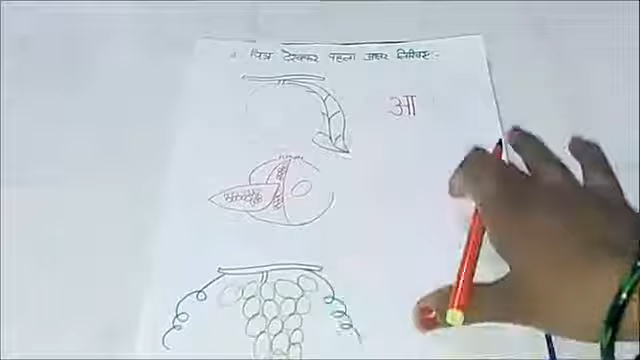 चित्र देखकर पहला अक्षर लिखिए :-
आ